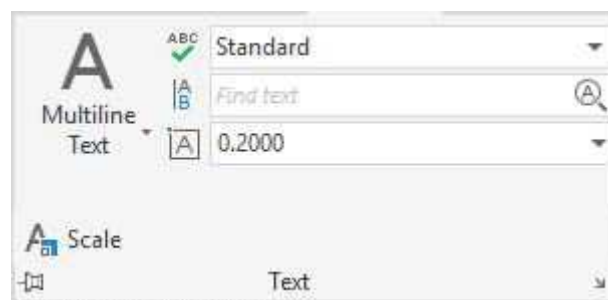 ABC Standard
A
B Find text
Multiline
Text
A 0.2000
Scale
Text